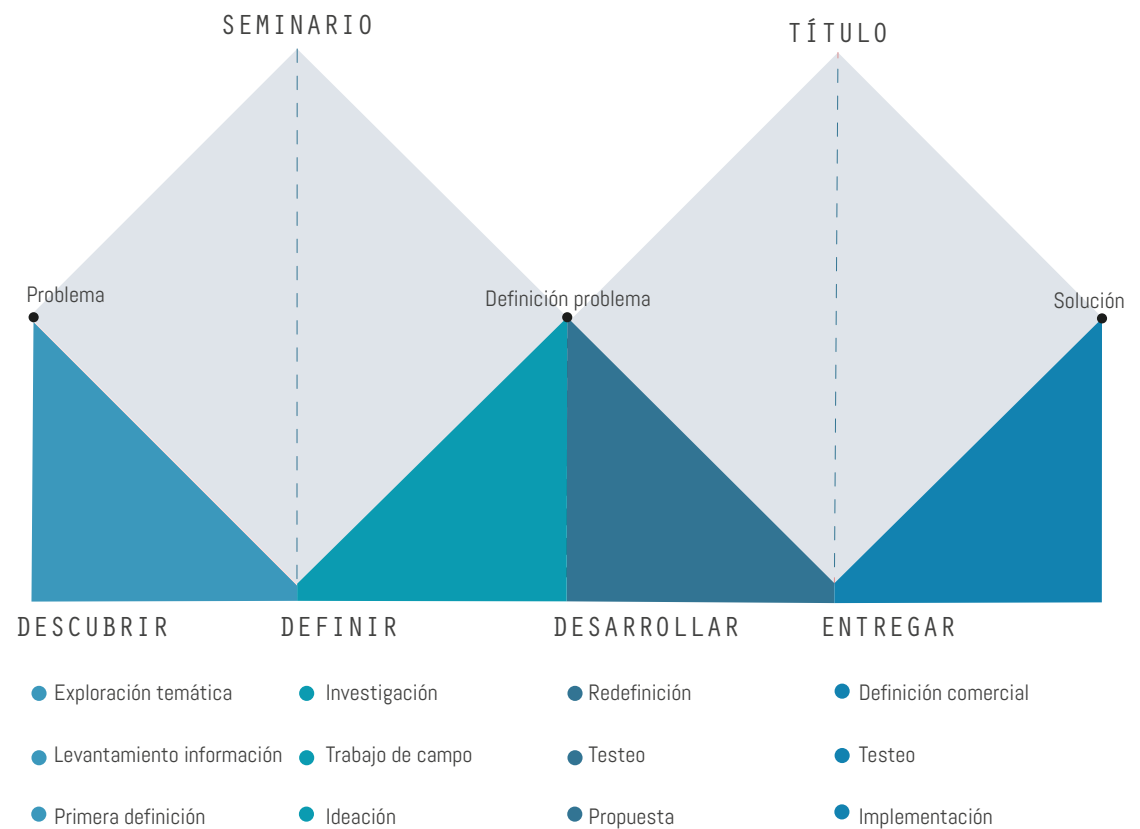 SEMINARIO
TÍTULO
Problema
Definición problema
Solución
DESCUBRIR
DEFINIR
DESARROLLAR
ENTREGAR
Exploración temática
Investigación
Redefinición
Definición comercial
Levantamiento información
Trabajo de campo
Testeo
Testeo
Primera definición
Ideación
Propuesta
Implementación